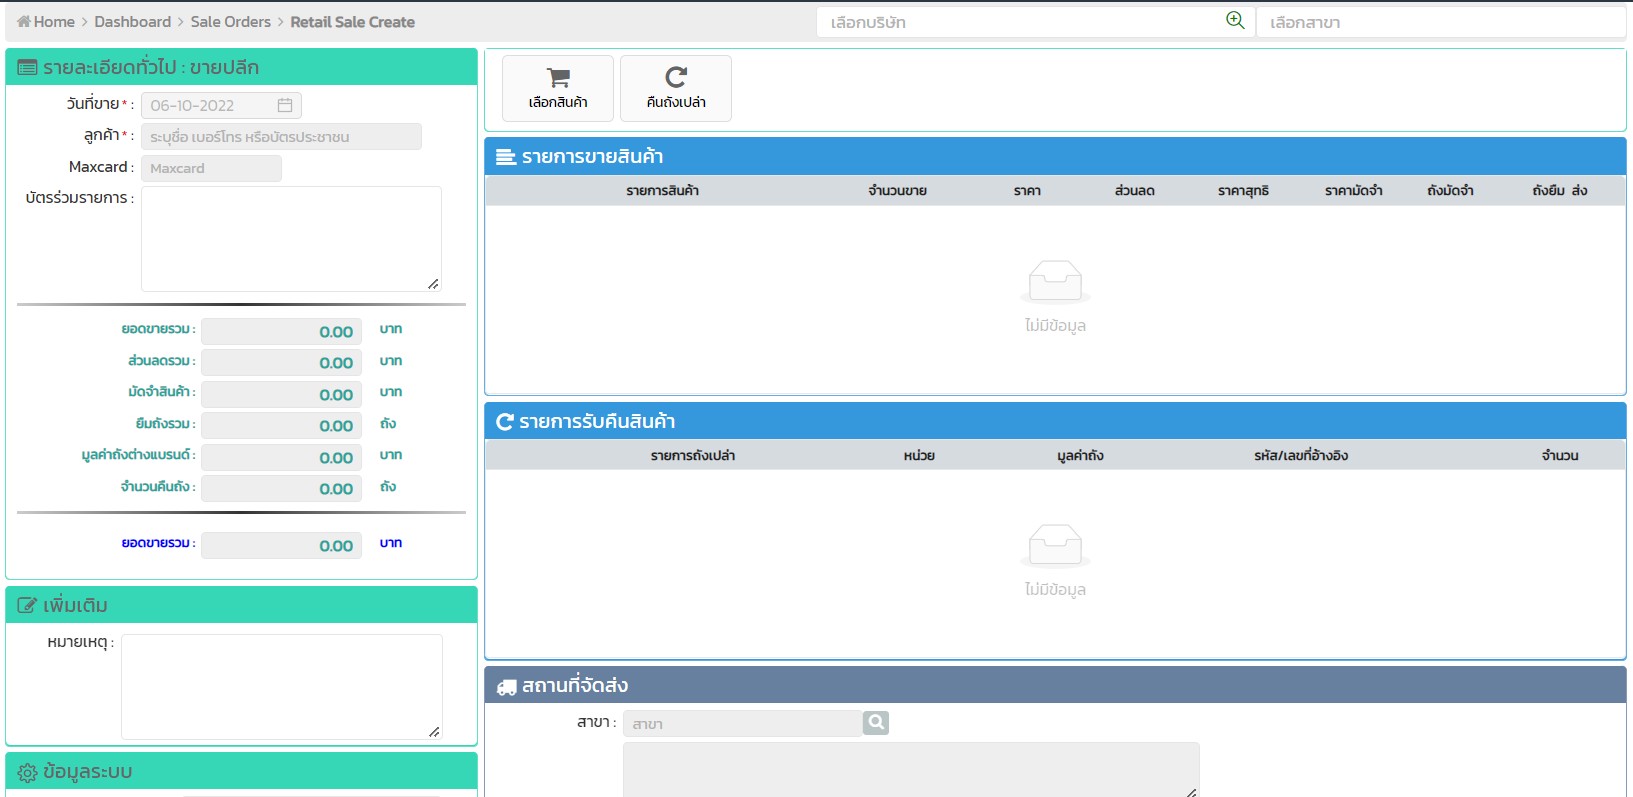 Home > Dashboard > Sale Orders > Retail Sale Create
เลือกบริษัท
เลือกสาขา
รายละเอียดทั่วไป : ขายปลีก
วันที่ขาย * : 06-10-2022
ลูกค้า * : ระบุชื่อ เบอร์โทร หรือบัตรประชาชน
Maxcard : Maxcard
บัตรร่วมรายการ :
ยอดขายรวม : 0.00 บาท
ส่วนลดรวม : 0.00 บาท
มัดจำสินค้า : 0.00 บาท
ยืมถังรวม : 0.00 ถัง
มูลค่าถังต่างแบรนด์ : 0.00 บาท
จำนวนคืนถัง : 0.00 ถัง
ยอดขายรวม : 0.00 บาท
เพิ่มเติม
หมายเหตุ :
ข้อมูลระบบ
เลือกสินค้า
คืนถังเปล่า
รายการขายสินค้า
รายการสินค้า จำนวนขาย ราคา ส่วนลด ราคาสุทธิ ราคามัดจำ ถังมัดจำ ถังยืม ส่ง
ไม่มีข้อมูล
รายการรับคืนสินค้า
รายการถังเปล่า หน่วย มูลค่าถัง รหัส/เลขที่อ้างอิง จำนวน
ไม่มีข้อมูล
สถานที่จัดส่ง
สาขา : สาขา